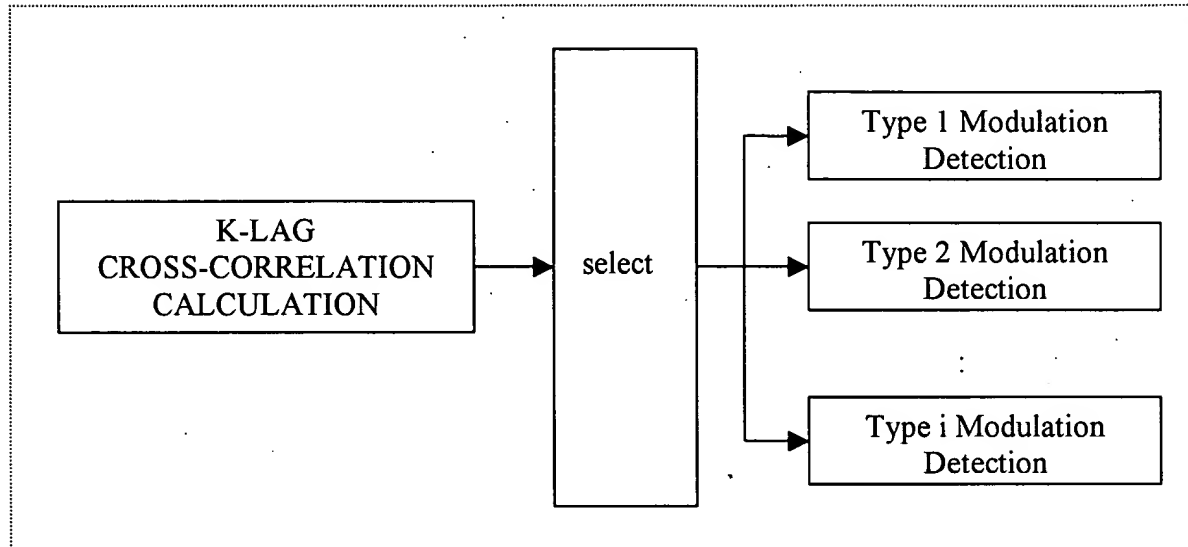 K-LAG
CROSS-CORRELATION
CALCULATION
select
Type 1 Modulation
Detection
Type 2 Modulation
Detection
:
Type i Modulation
Detection